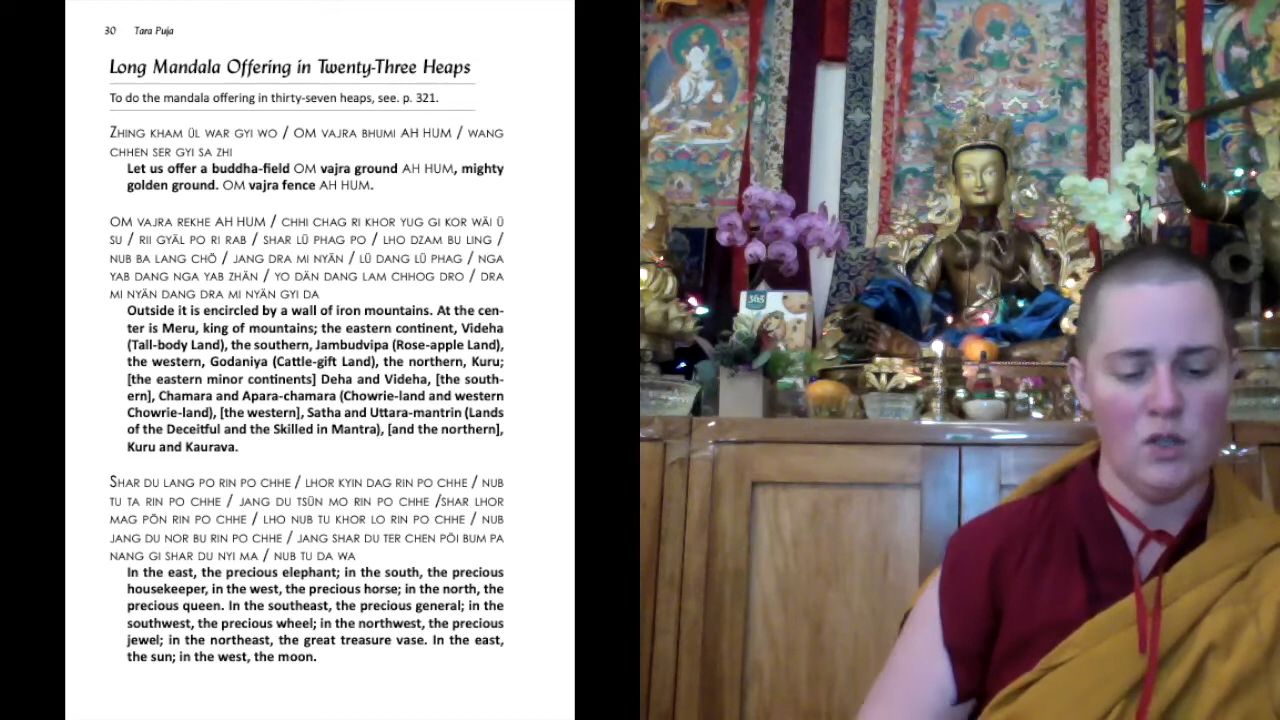 30 Tara Puja
Long Mandala Offering in Twenty-Three Heaps
To do the mandala offering in thirty-seven heaps, see. p. 321.
ZHING KHAM ÜL WAR GYI WO / OM VAJRA BHUMI AH HUM / WANG
CHHEN SER GYI SA ZHI
Let us offer a buddha-field OM vajra ground AH HUM, mighty
golden ground. OM vajra fence AH HUM.
OM VAJRA REKHE AH HUM / CHHI CHAG RI KHOR YUG GI KOR WÄI Ü
SU / RII GYÄL PO RI RAB / SHAR LÜ PHAG PO / LHO DZAM BU LING /
NUB BA LANG CHÖ / JANG DRA MI NYÄN / LÜ DANG LÜ PHAG / NGA
YAB DANG NGA YAB ZHÄN / YO DÄN DANG LAM CHHOG DRO / DRA
MI NYÄN DANG DRA MI NYÄN GYI DA
Outside it is encircled by a wall of iron mountains. At the cen-
ter is Meru, king of mountains; the eastern continent, Videha
(Tall-body Land), the southern, Jambudvipa (Rose-apple Land),
the western, Godaniya (Cattle-gift Land), the northern, Kuru;
[the eastern minor continents] Deha and Videha, [the south-
ern], Chamara and Apara-chamara (Chowrie-land and western
Chowrie-land), [the western], Satha and Uttara-mantrin (Lands
of the Deceitful and the Skilled in Mantra), [and the northern],
Kuru and Kaurava.
SHAR DU LANG PO RIN PO CHHE / LHOR KYIN DAG RIN PO CHHE / NUB
TU TA RIN PO CHHE / JANG DU TSÜN MO RIN PO CHHE /SHAR LHOR
MAG PÖN RIN PO CHHE / LHO NUB TU KHOR LO RIN PO CHHE / NUB
JANG DU NOR BU RIN PO CHHE / JANG SHAR DU TER CHEN PÖI BUM PA
NANG GI SHAR DU NYI MA / NUB TU DA WA
In the east, the precious elephant; in the south, the precious
housekeeper, in the west, the precious horse; in the north, the
precious queen. In the southeast, the precious general; in the
southwest, the precious wheel; in the northwest, the precious
jewel; in the northeast, the great treasure vase. In the east,
the sun; in the west, the moon.
365